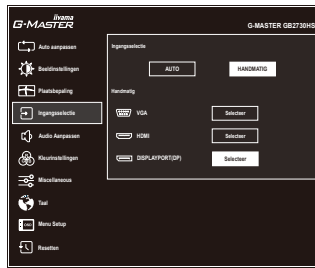 iiyama
G-MASTER
G-MASTER GB2730HS
Auto aanpassen
Beeldinstellingen
Plaatsbepaling
Ingangsselectie
Audio Aanpassen
Kleurinstellingen
Miscellaneous
Taal
OSD
Menu Setup
Resetten
Ingangsselectie
AUTO
HANDMATIG
Handmatig
VGA
Selecteer
HDMI
Selecteer
DISPLAYPORT(DP)
Selecteer